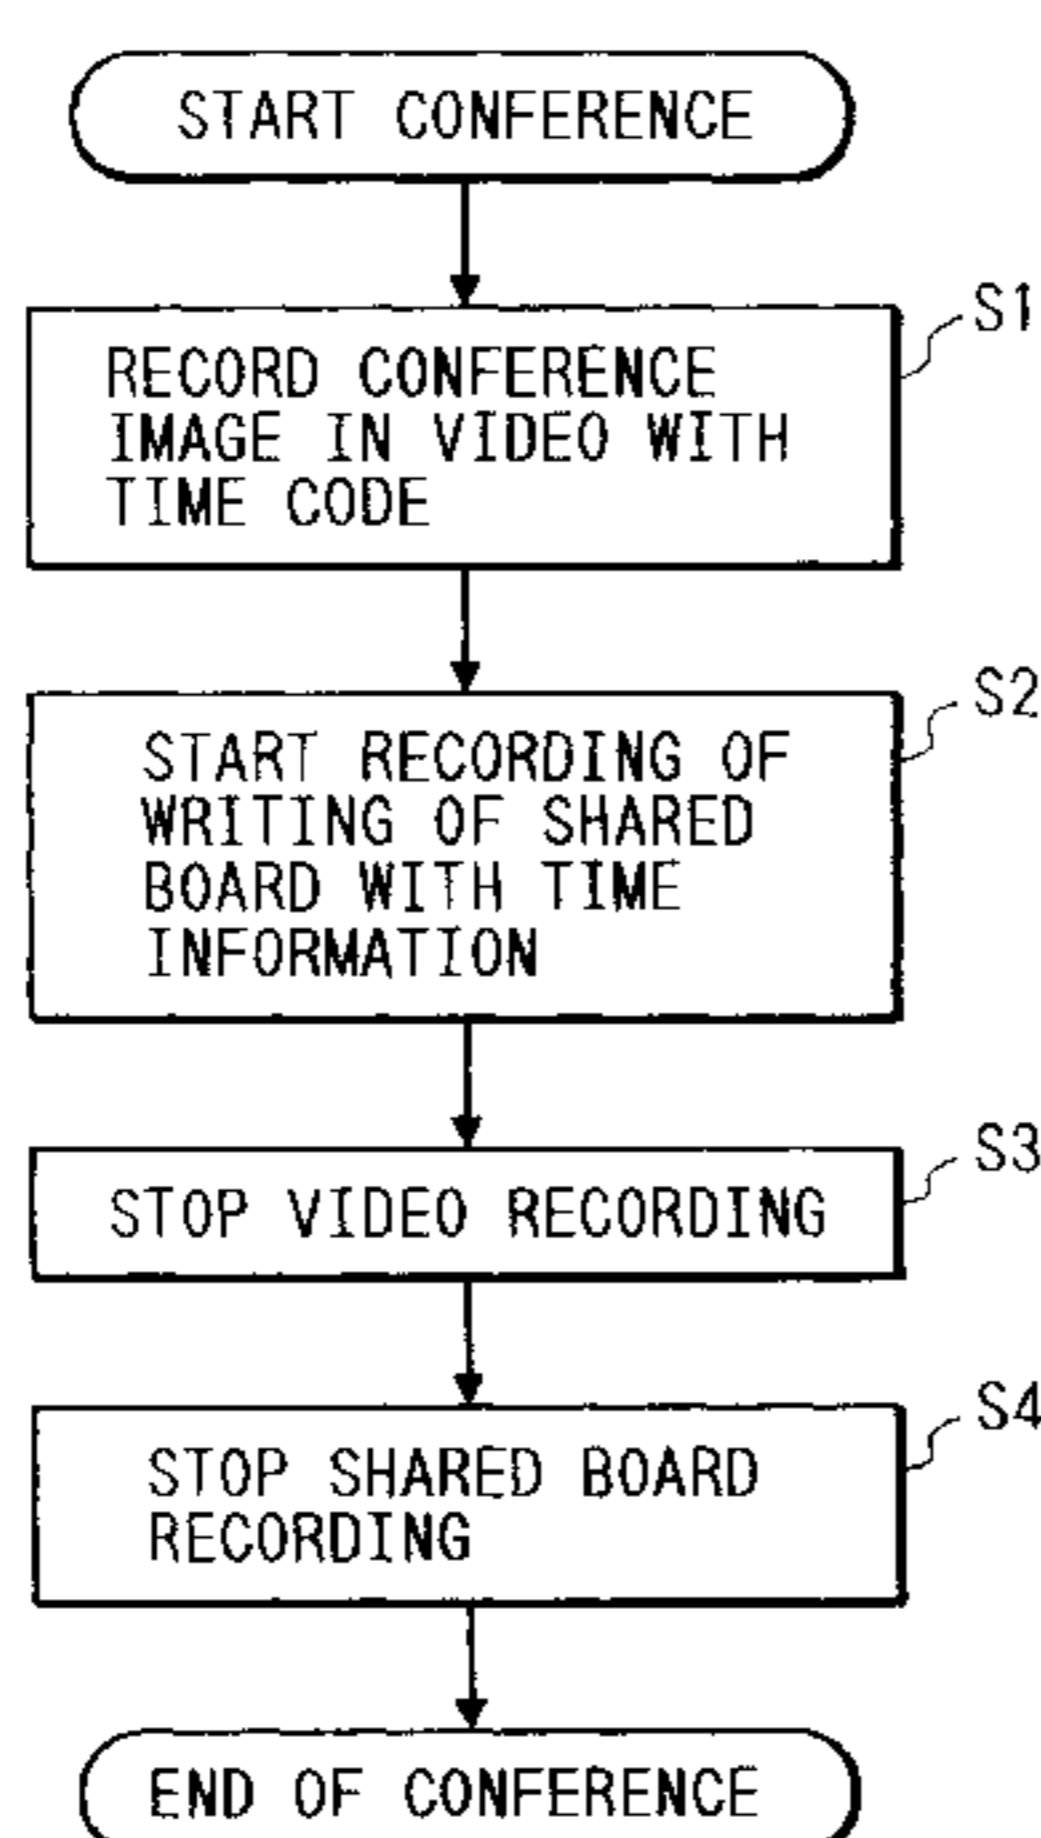 START CONFERENCE
S1
RECORD CONFERENCE
IMAGE IN VIDEO WITH
TIME CODE
S2
START RECORDING OF
WRITING OF SHARED
BOARD WITH TIME
INFORMATION
S3
STOP VIDEO RECORDING
S4
STOP SHARED BOARD
RECORDING
END OF CONFERENCE